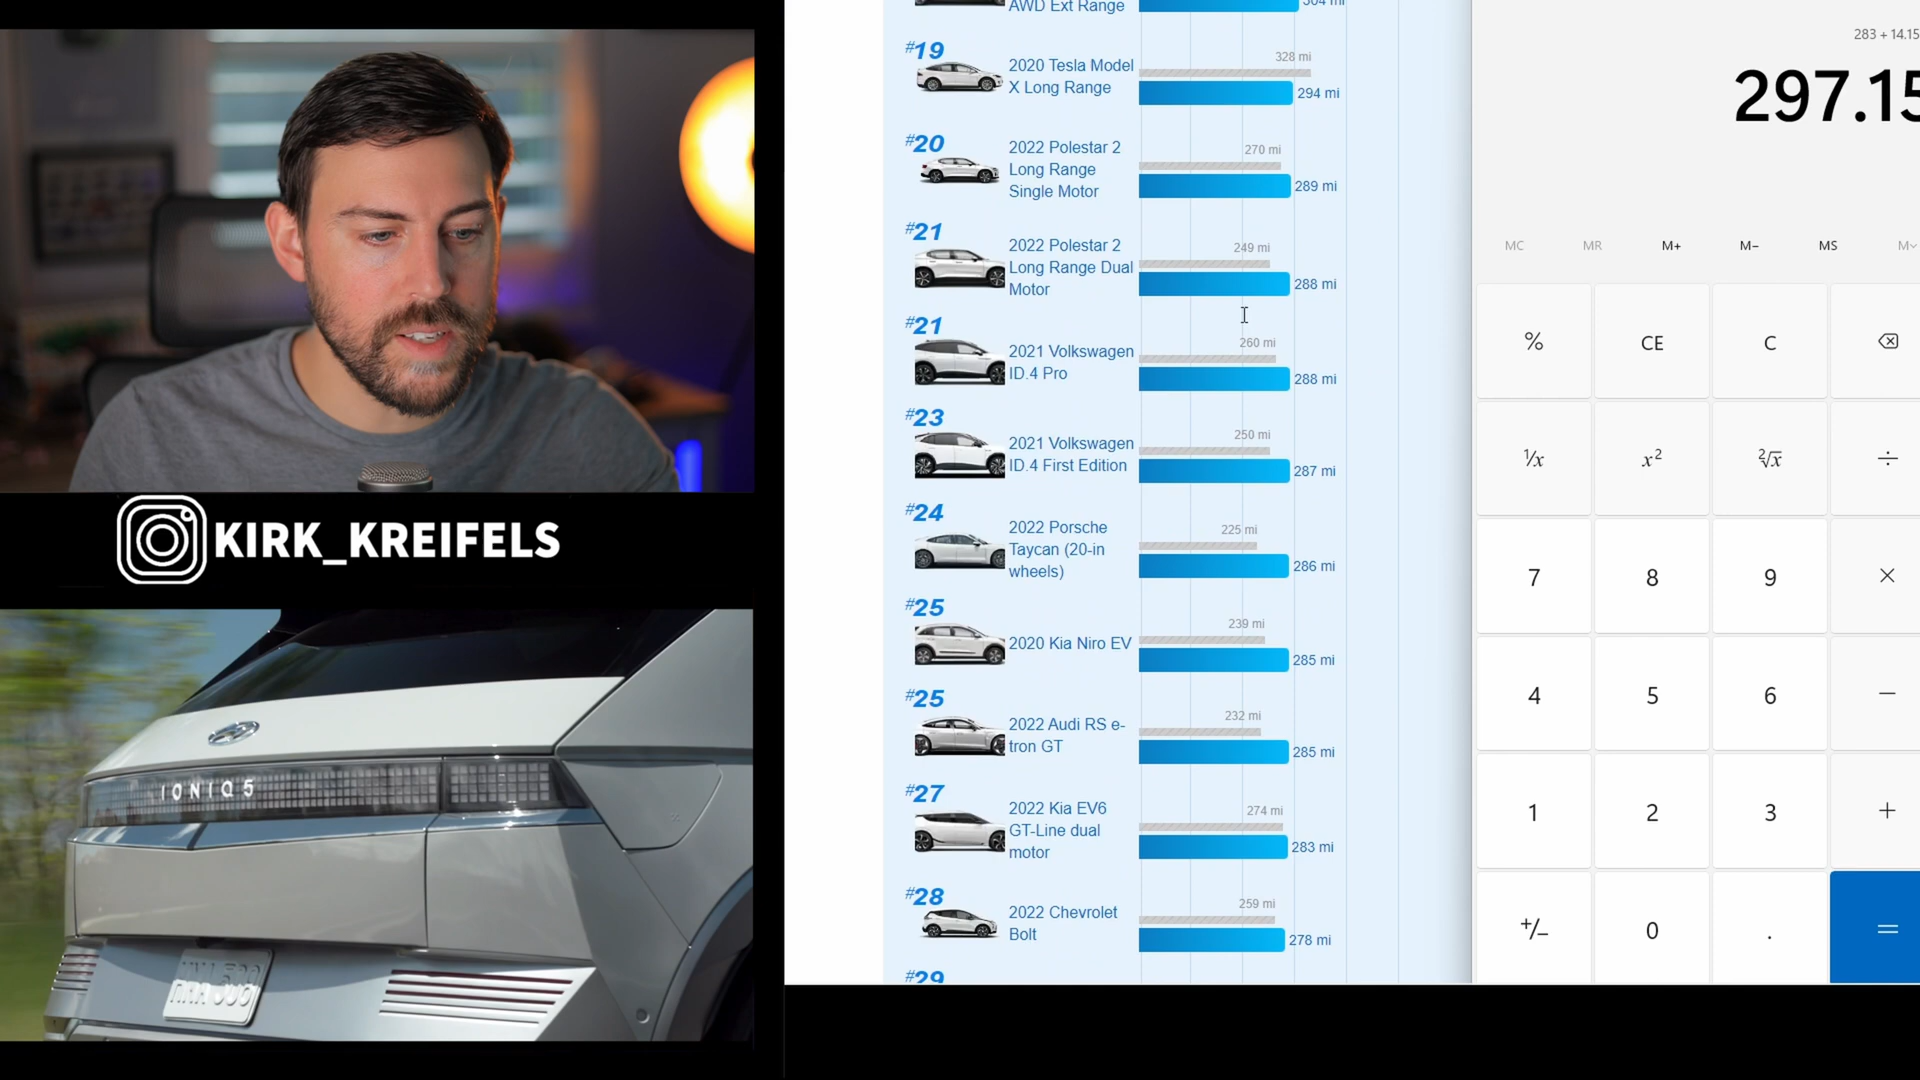 AWD Ext Range
304 mi
#19
2020 Tesla Model
X Long Range
328 mi
294 mi
#20
2022 Polestar 2
Long Range
Single Motor
270 mi
289 mi
#21
2022 Polestar 2
Long Range Dual
Motor
249 mi
288 mi
#21
2021 Volkswagen
ID.4 Pro
260 mi
288 mi
#23
2021 Volkswagen
ID.4 First Edition
250 mi
287 mi
#24
2022 Porsche
Taycan (20-in
wheels)
225 mi
286 mi
#25
2020 Kia Niro EV
239 mi
285 mi
#25
2022 Audi RS e-
tron GT
232 mi
285 mi
#27
2022 Kia EV6
GT-Line dual
motor
274 mi
283 mi
#28
2022 Chevrolet
Bolt
259 mi
278 mi
#29
283 + 14.15
297.15
MC MR M+ M− MS M˅
% CE C
¹/x x² ²√x ÷
7 8 9 ×
4 5 6 −
1 2 3 +
+/− 0 . =
KIRK_KREIFELS
IONIQ 5